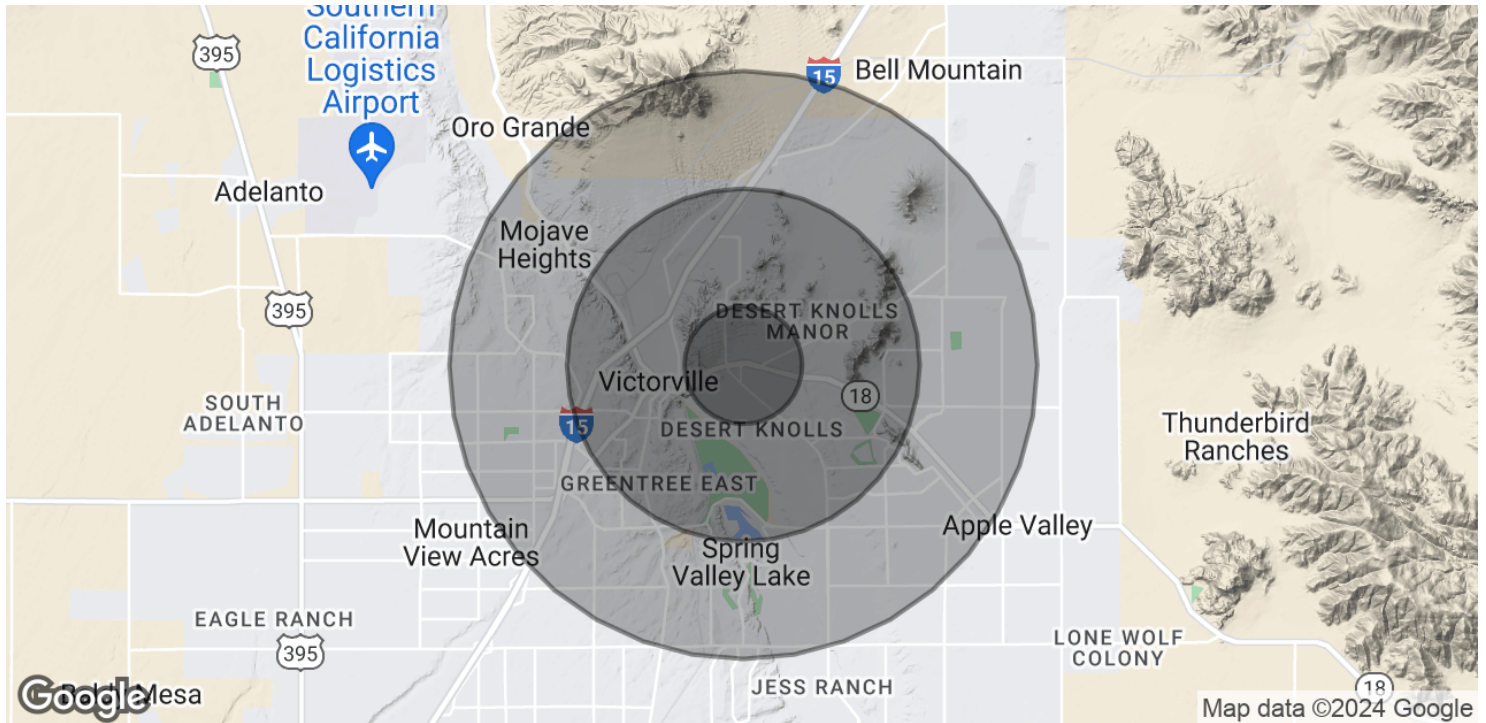 Southern
California
Logistics
Airport
395
15
Bell Mountain
Oro Grande
Adelanto
Mojave
Heights
395
DESERT KNOLLS
MANOR
Victorville
18
SOUTH
ADELANTO
15
DESERT KNOLLS
Thunderbird
Ranches
GREENTREE EAST
Mountain
View Acres
Apple Valley
Spring
Valley Lake
EAGLE RANCH
395
LONE WOLF
COLONY
JESS RANCH
18
Google
Baldy Mesa
Map data ©2024 Google